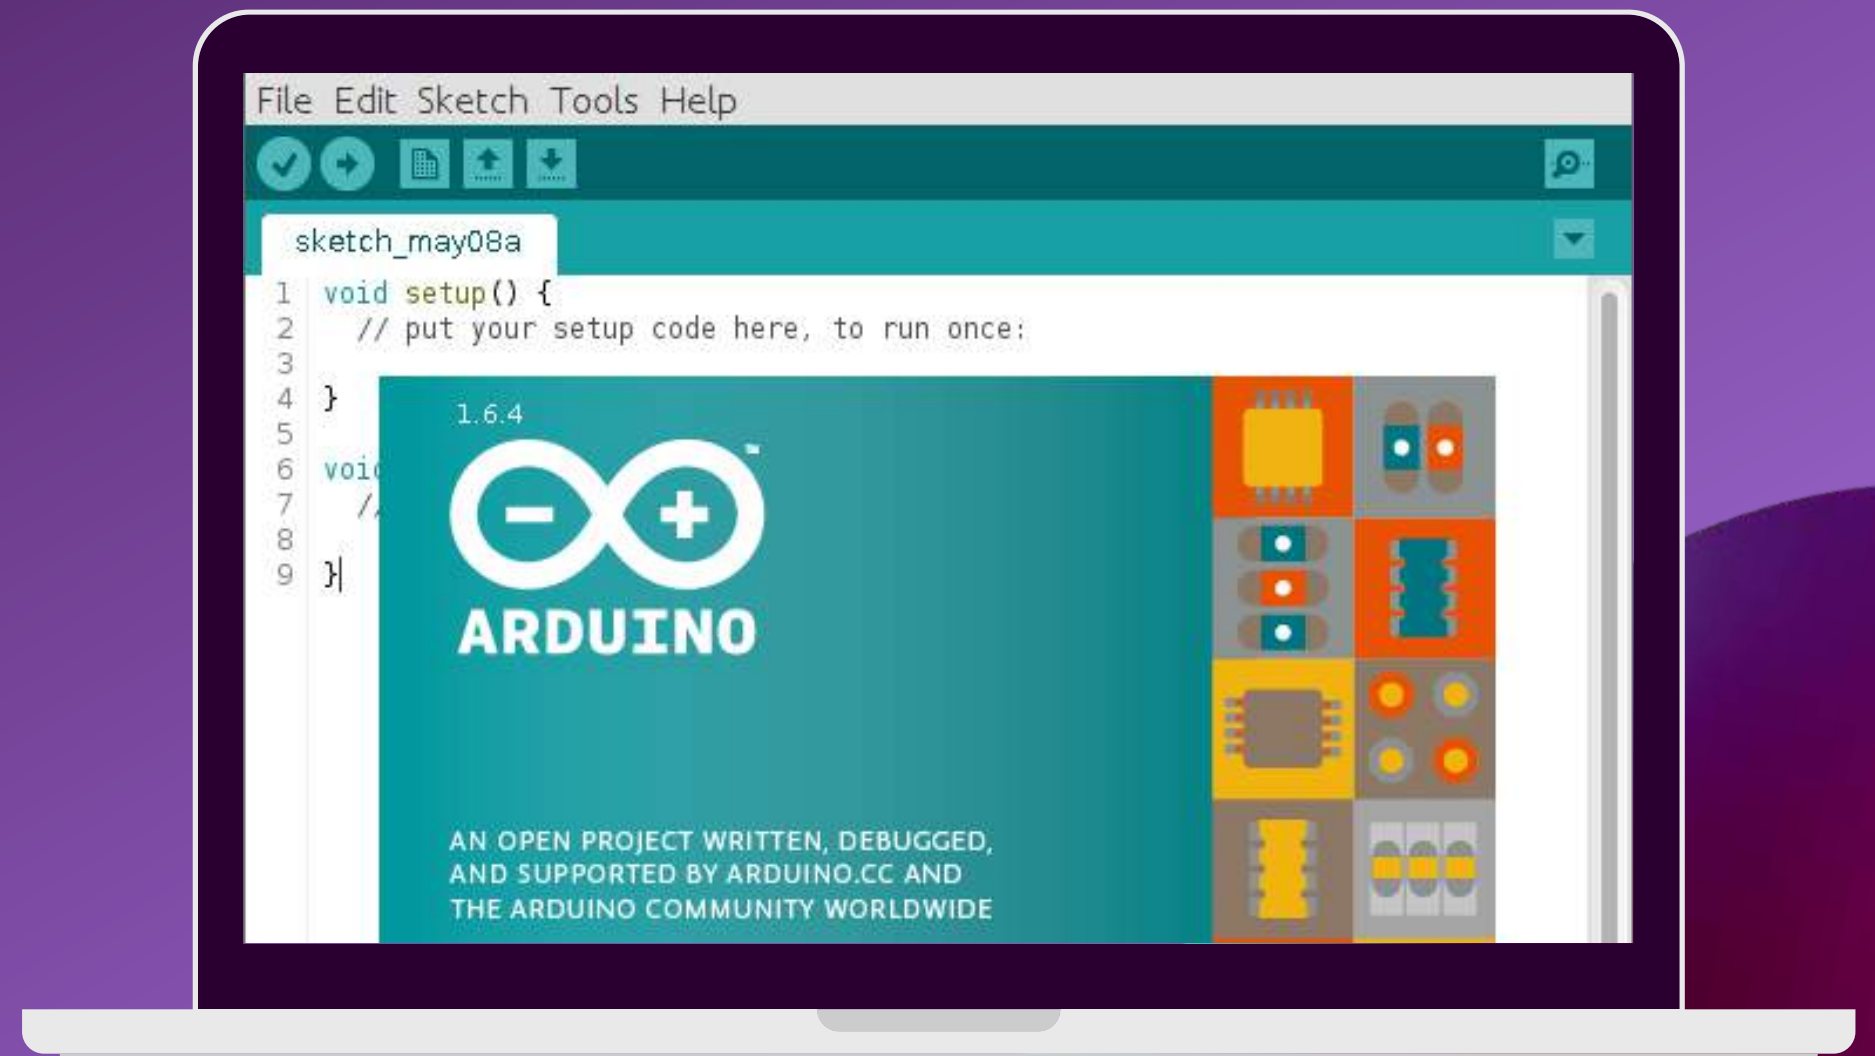 File Edit Sketch Tools Help
sketch_may08a
1 void setup() {
2   // put your setup code here, to run once:
3
4 }
5
6 voic
7   //
8
9 }
1.6.4
™
ARDUINO
AN OPEN PROJECT WRITTEN, DEBUGGED,
AND SUPPORTED BY ARDUINO.CC AND
THE ARDUINO COMMUNITY WORLDWIDE